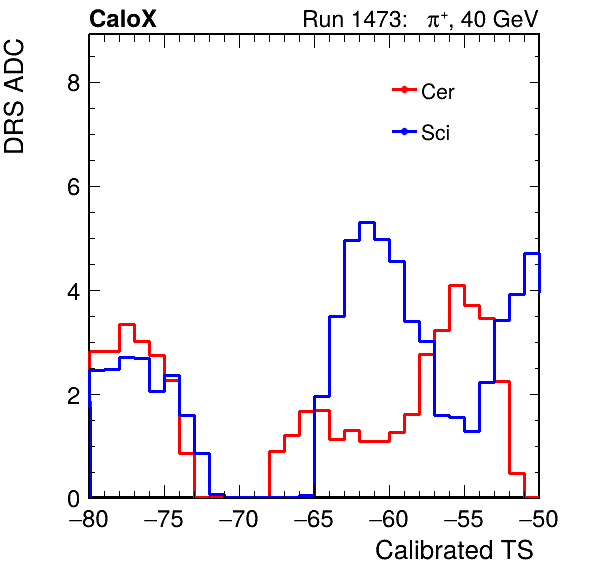 CaloX Run 1473: π⁺, 40 GeV
DRS ADC
8
6
4
2
0
Cer
Sci
−80 −75 −70 −65 −60 −55 −50
Calibrated TS